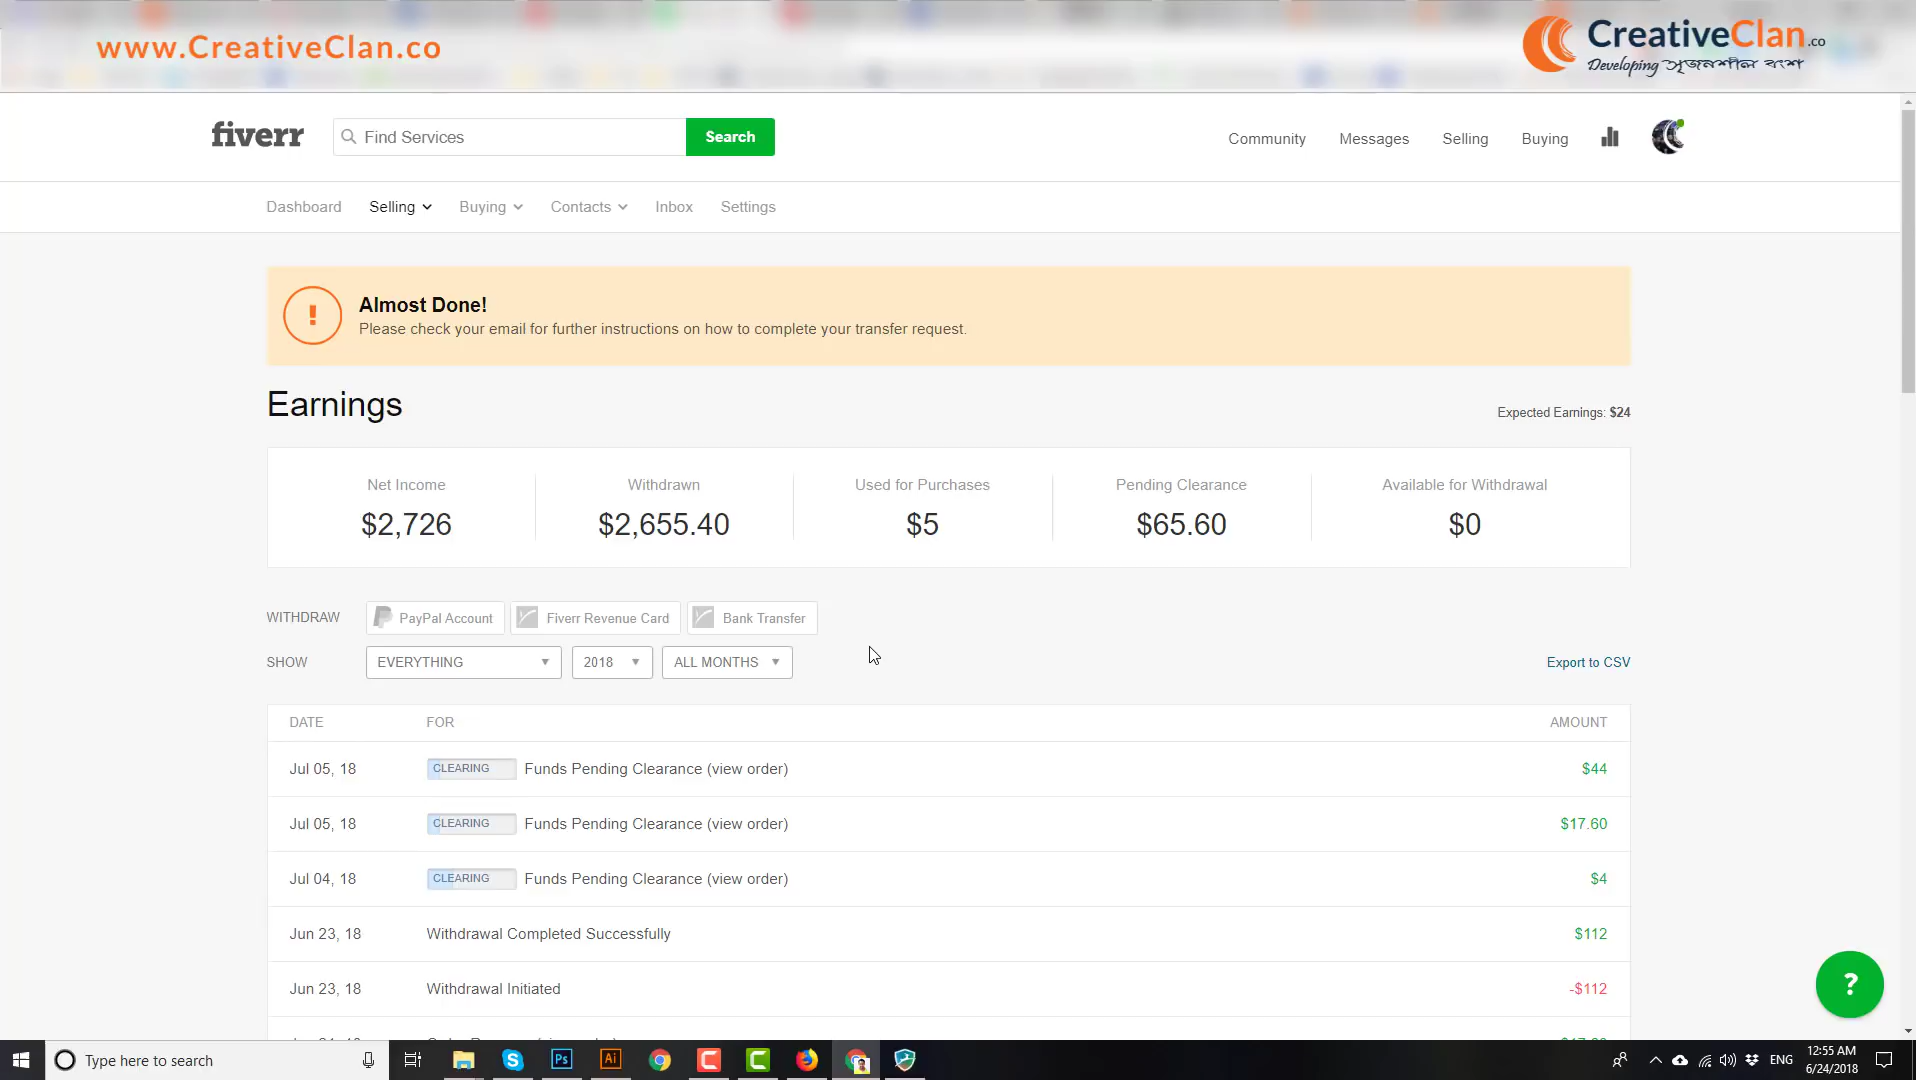 www.CreativeClan.co
CreativeClan.co
Developing সৃজনশীল বংশ
fiverr
Find Services
Search
Community
Messages
Selling
Buying
Dashboard
Selling
Buying
Contacts
Inbox
Settings
!
Almost Done!
Please check your email for further instructions on how to complete your transfer request.
Earnings
Expected Earnings: $24
Net Income
Withdrawn
Used for Purchases
Pending Clearance
Available for Withdrawal
$2,726
$2,655.40
$5
$65.60
$0
WITHDRAW
PayPal Account
Fiverr Revenue Card
Bank Transfer
SHOW
EVERYTHING
2018
ALL MONTHS
Export to CSV
DATE
FOR
AMOUNT
Jul 05, 18
CLEARING
Funds Pending Clearance (view order)
$44
Jul 05, 18
CLEARING
Funds Pending Clearance (view order)
$17.60
Jul 04, 18
CLEARING
Funds Pending Clearance (view order)
$4
Jun 23, 18
Withdrawal Completed Successfully
$112
Jun 23, 18
Withdrawal Initiated
-$112
?
Type here to search
Ps
Ai
ENG
12:55 AM
6/24/2018